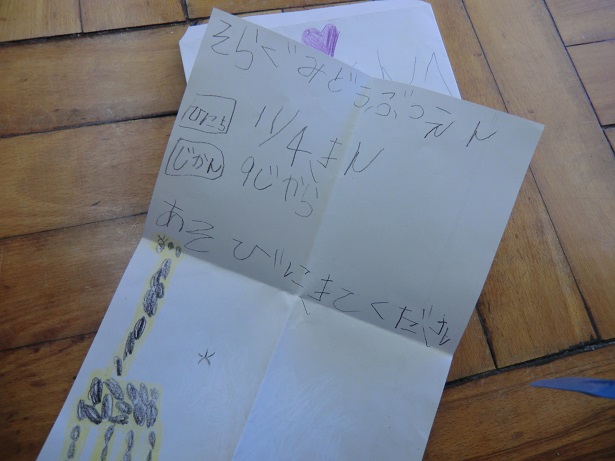 そらぐみどうぶつえん
ひにち 11/4きん
じかん 9じから
あそびにきてください